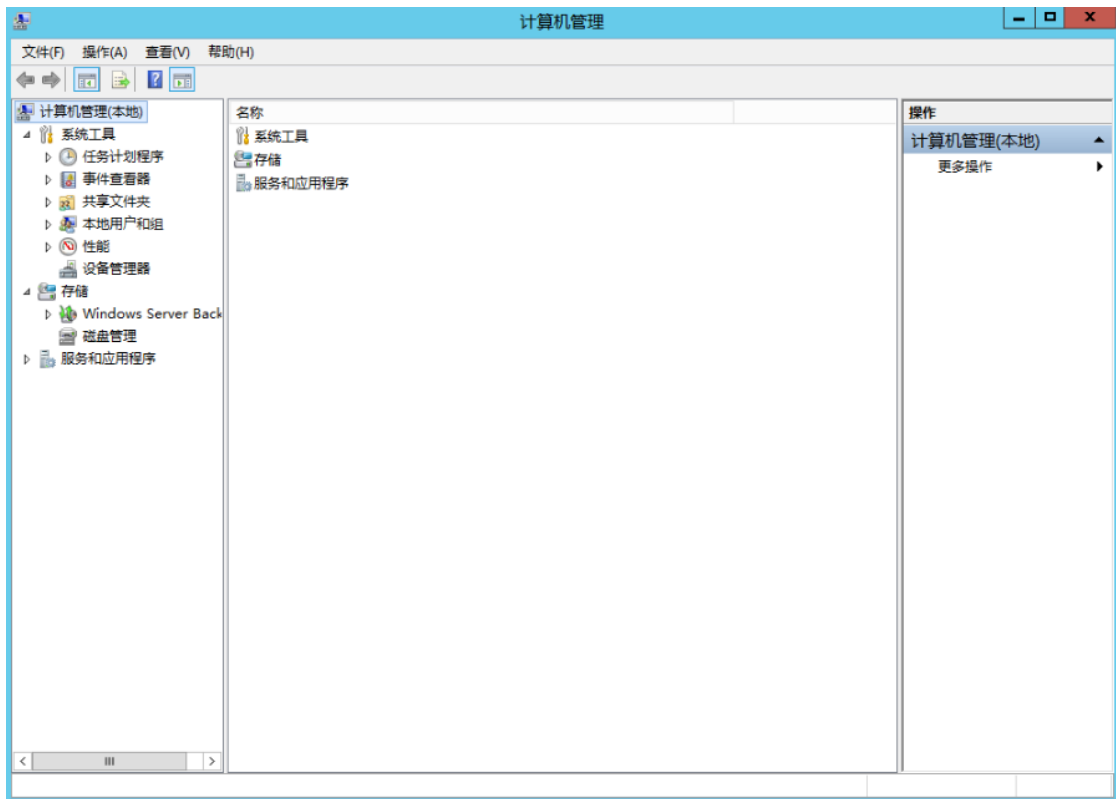 计算机管理
文件(F) 操作(A) 查看(V) 帮助(H)
计算机管理(本地)
系统工具
任务计划程序
事件查看器
共享文件夹
本地用户和组
性能
设备管理器
存储
Windows Server Back
磁盘管理
服务和应用程序
名称
系统工具
存储
服务和应用程序
操作
计算机管理(本地)
更多操作